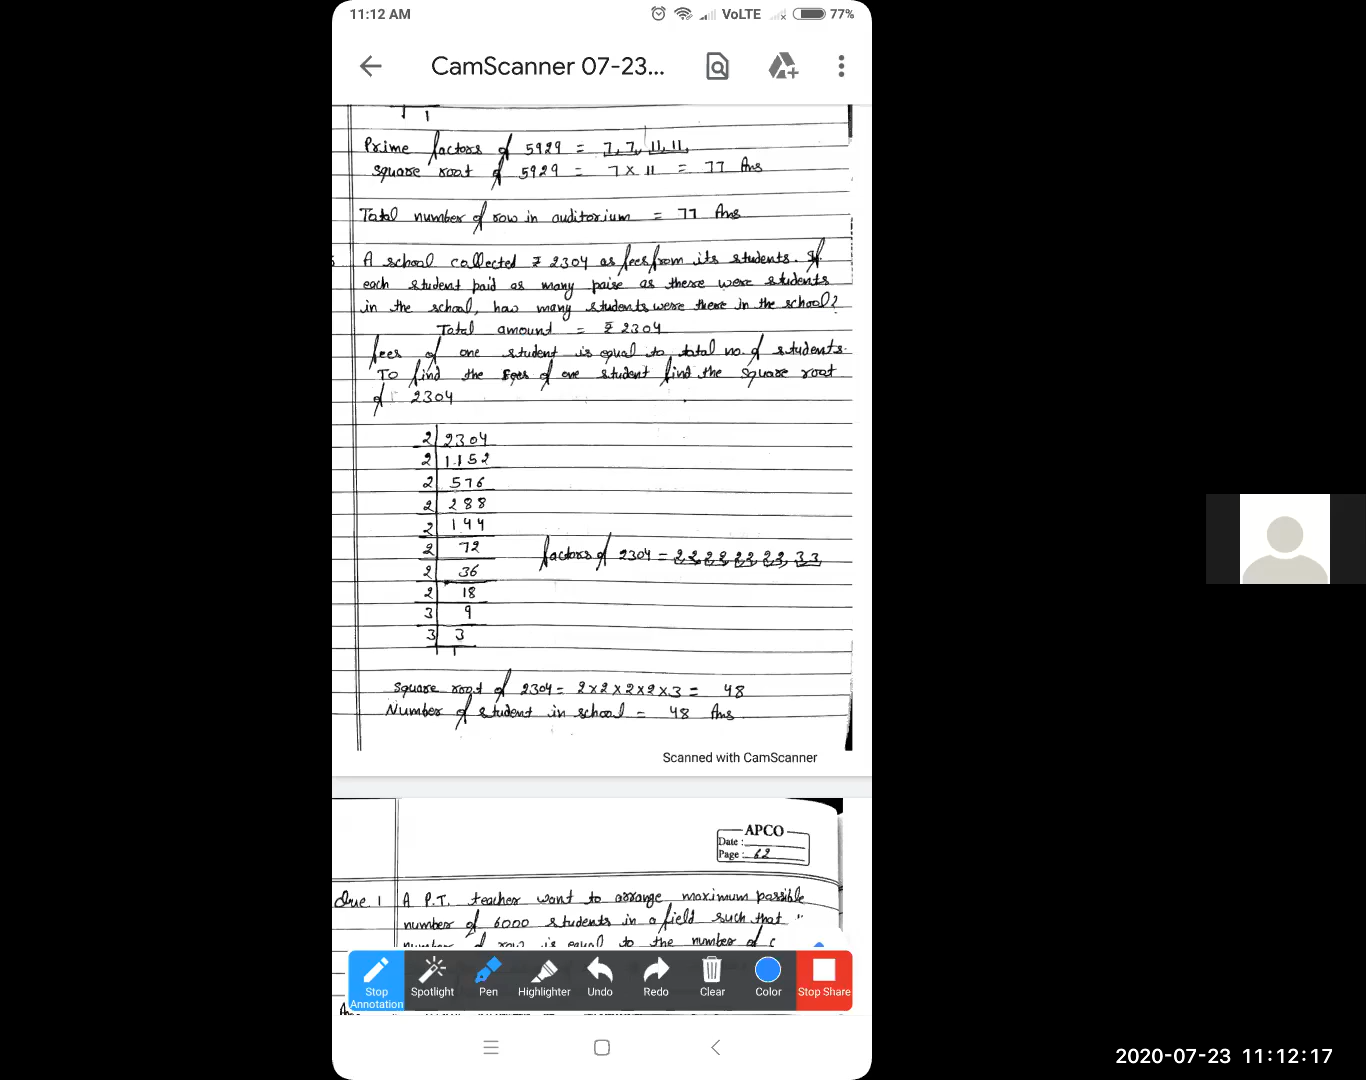 11:12 AM
VoLTE
77%
CamScanner 07-23...
Prime factors of 5929 = 7, 7, 11, 11,
square root of 5929 = 7 × 11 = 77 Ans
Total number of row in auditorium = 77 Ans
A school collected ₹ 2304 as fees from its students. If
each student paid as many paise as there were students
in the school, how many students were there in the school?
Total amount = ₹ 2304
fees of one student is equal to total no. of students.
To find the fees of one student find the square root
of 2304
2 2304
2 1152
2 576
2 288
2 144
2 72
2 36
2 18
3 9
3 3
1
factors of 2304 = 2,2,2,2,2,2,2,2,3,3
Square root of 2304 = 2×2×2×2×3 = 48
Number of student in school = 48 Ans
Scanned with CamScanner
APCO
Date :
Page : 62
Que. 1 A P.T. teacher want to arrange maximum possible
number of 6000 students in a field such that
number of row is equal to the number of
Stop Annotation
Spotlight
Pen
Highlighter
Undo
Redo
Clear
Color
Stop Share
2020-07-23 11:12:17